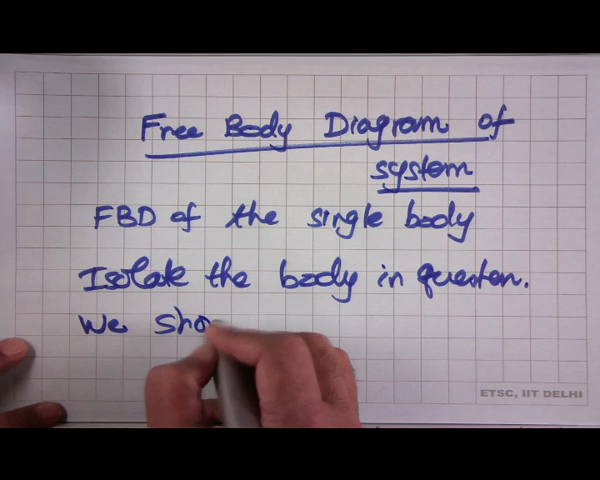 Free Body Diagram of
system
FBD of the single body
Isolate the body in queston.
We sho
ETSC, IIT DELHI